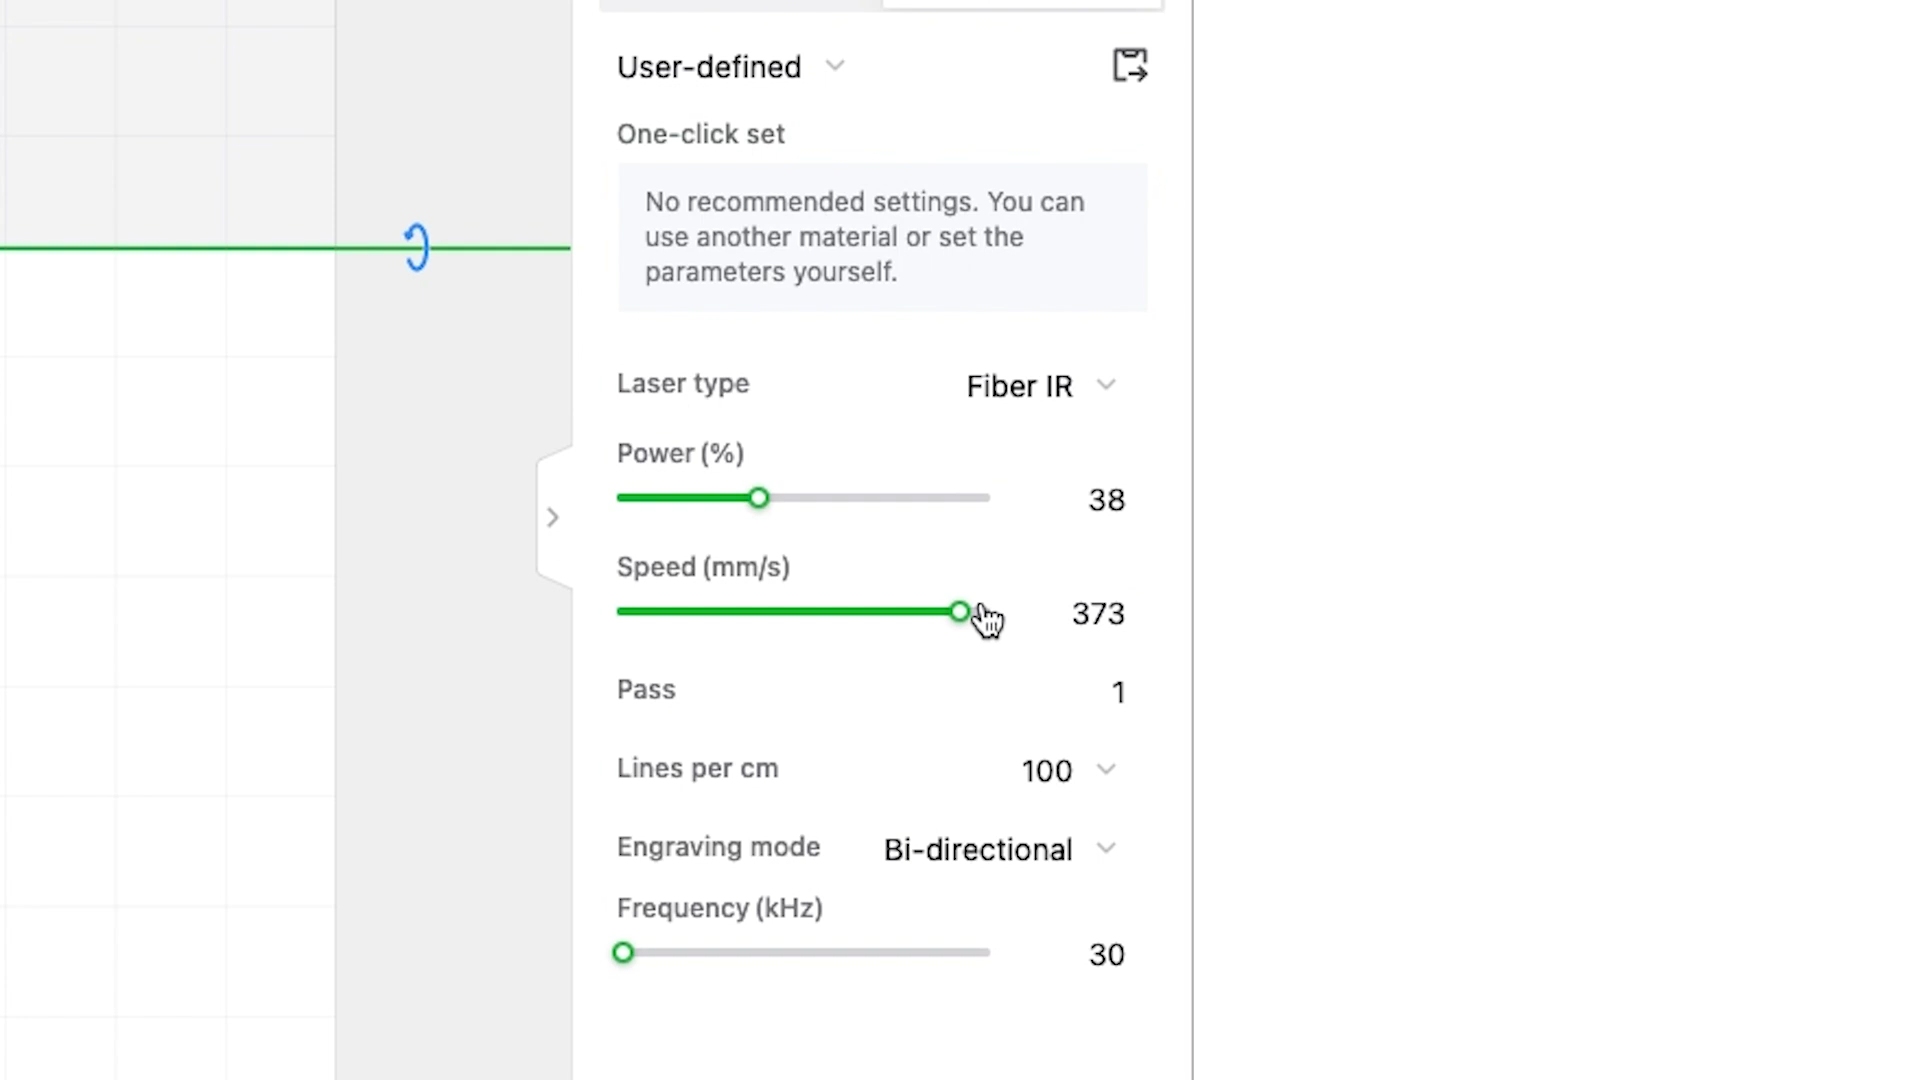 User-defined
One-click set
No recommended settings. You can
use another material or set the
parameters yourself.
Laser type Fiber IR
Power (%)
38
Speed (mm/s)
373
Pass 1
Lines per cm 100
Engraving mode Bi-directional
Frequency (kHz)
30